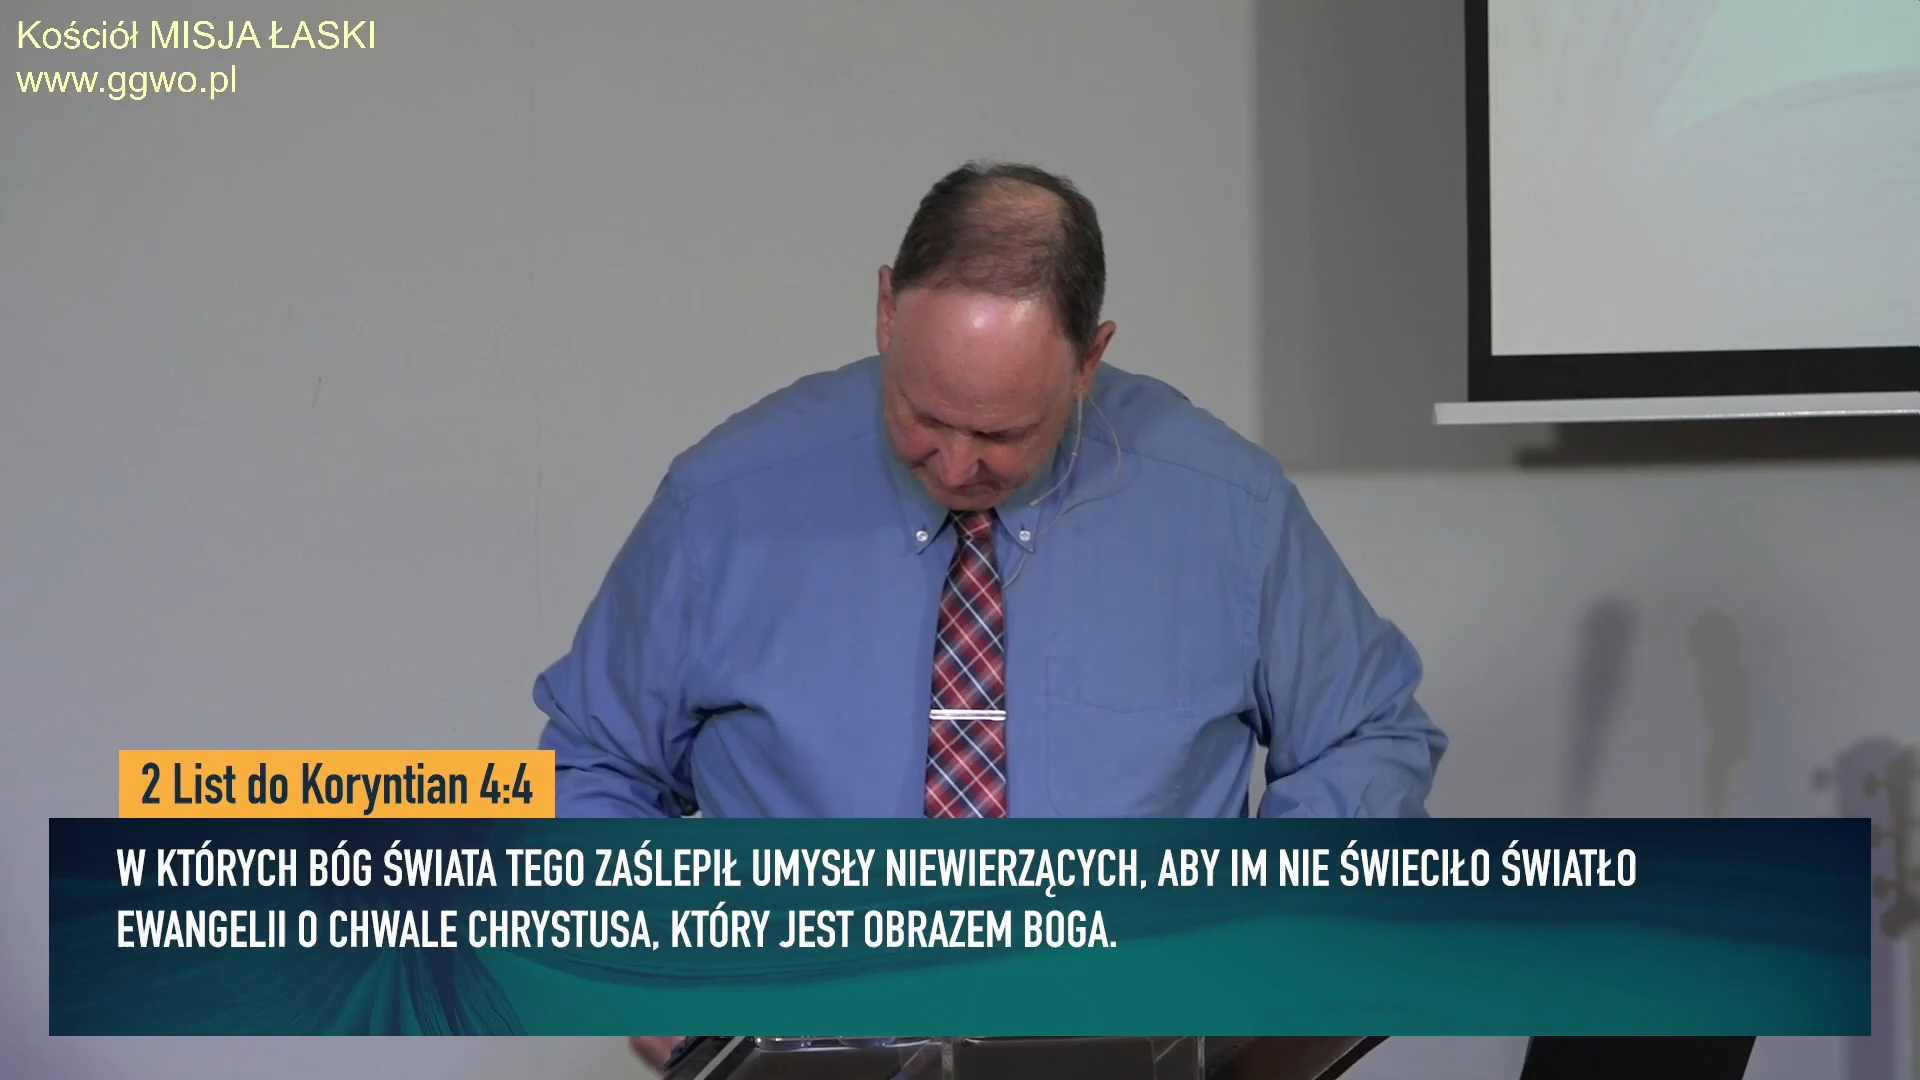 Kościół MISJA ŁASKI
www.ggwo.pl
2 List do Koryntian 4:4
W KTÓRYCH BÓG ŚWIATA TEGO ZAŚLEPIŁ UMYSŁY NIEWIERZĄCYCH, ABY IM NIE ŚWIECIŁO ŚWIATŁO
EWANGELII O CHWALE CHRYSTUSA, KTÓRY JEST OBRAZEM BOGA.